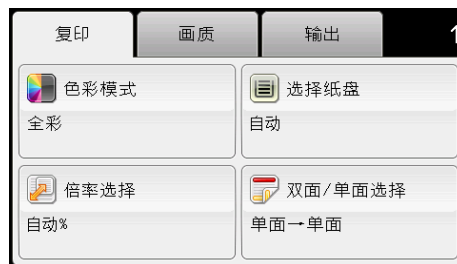 复印 画质 输出 1
色彩模式 选择纸盘
全彩 自动
倍率选择 双面/单面选择
自动% 单面→单面